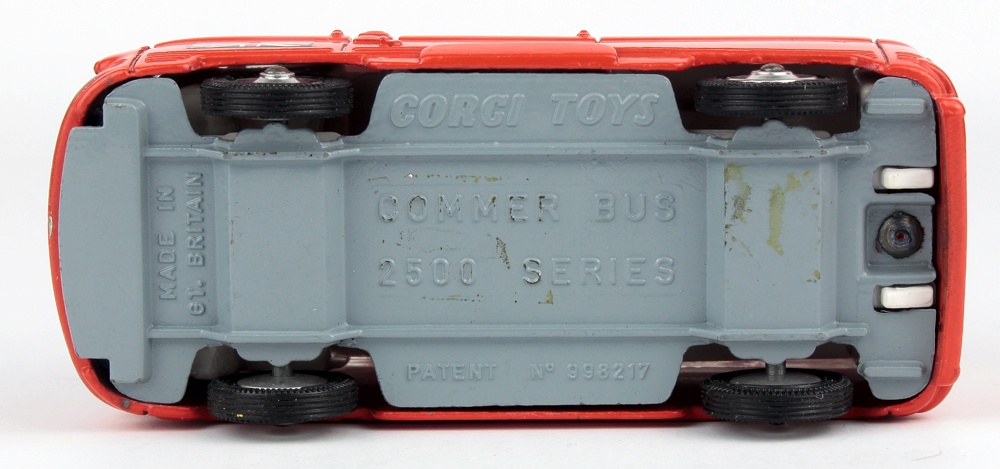 CORGI TOYS
COMMER BUS
2500 SERIES
PATENT Nº 998217
MADE IN
GT. BRITAIN